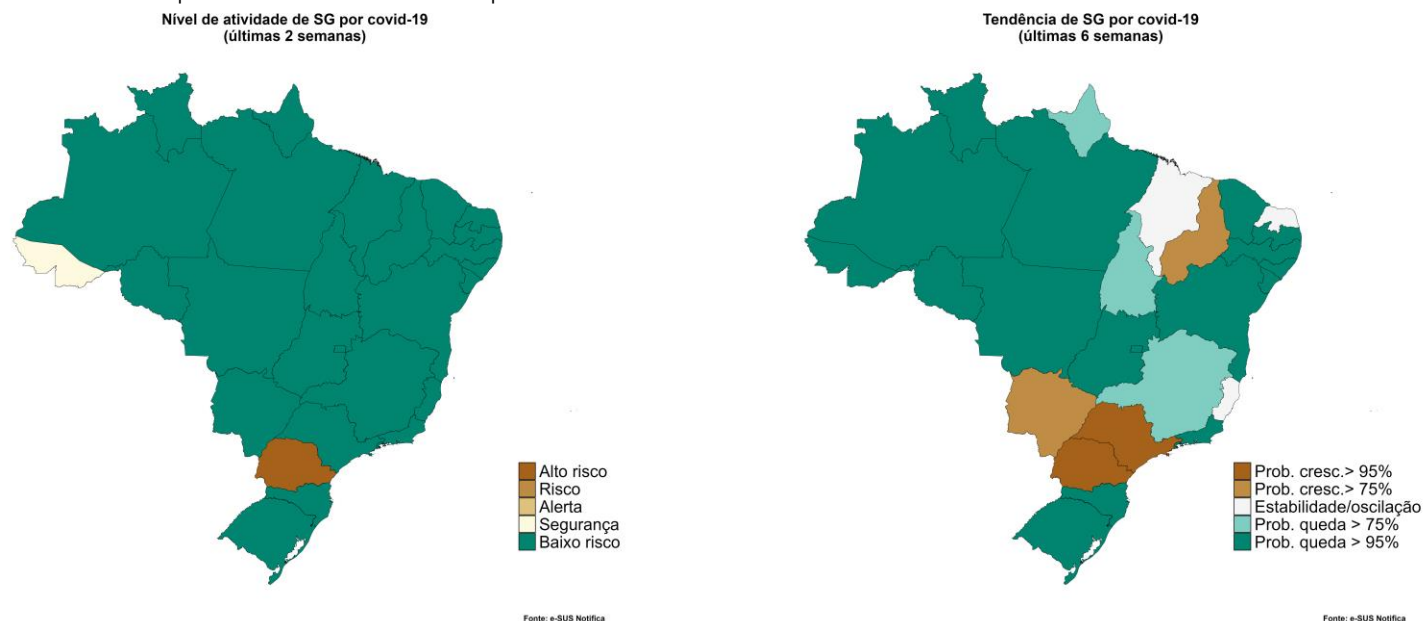 Nível de atividade de SG por covid-19
(últimas 2 semanas)
Alto risco
Risco
Alerta
Segurança
Baixo risco
Fonte: e-SUS Notifica
Tendência de SG por covid-19
(últimas 6 semanas)
Prob. cresc.> 95%
Prob. cresc.> 75%
Estabilidade/oscilação
Prob. queda > 75%
Prob. queda > 95%
Fonte: e-SUS Notifica